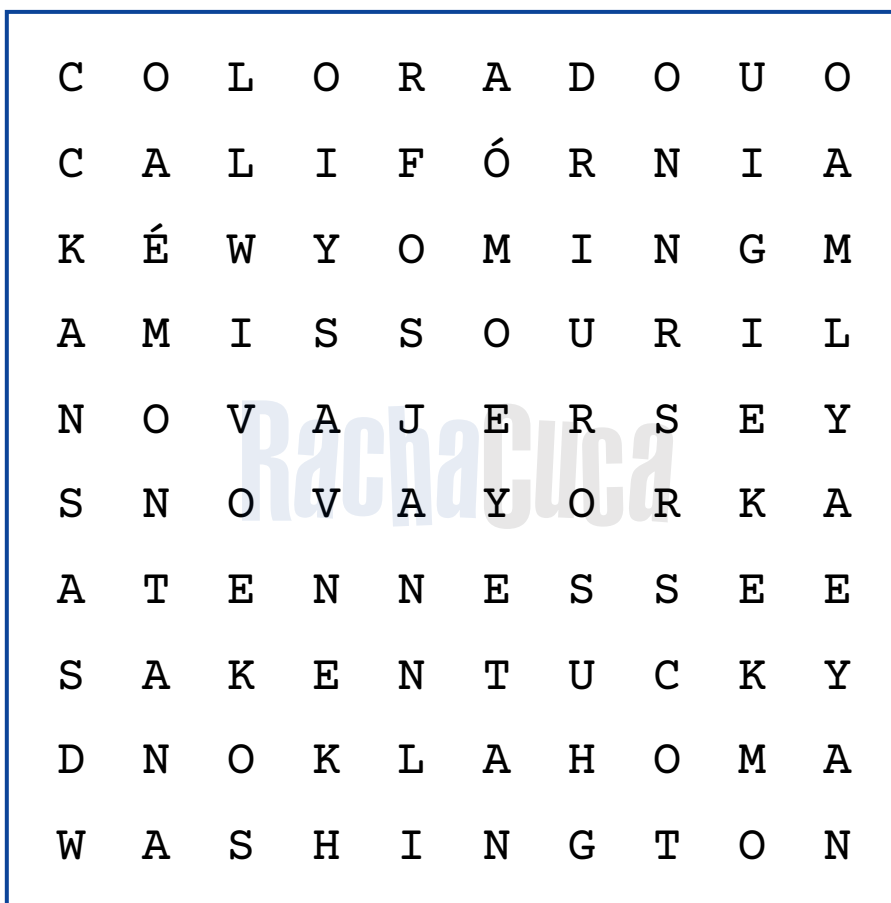 C O L O R A D O U O
C A L I F Ó R N I A
K É W Y O M I N G M
A M I S S O U R I L
N O V A J E R S E Y
S N O V A Y O R K A
A T E N N E S S E E
S A K E N T U C K Y
D N O K L A H O M A
W A S H I N G T O N
RachaCuca